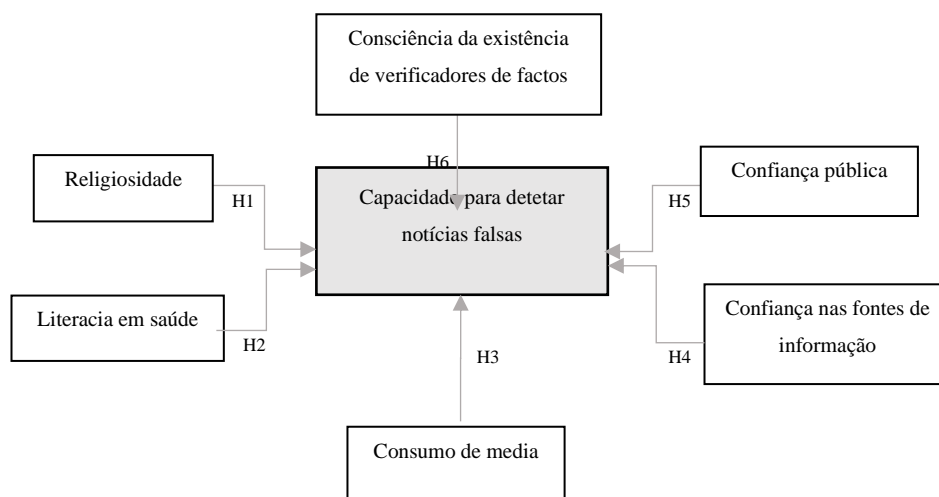 Consciência da existência
de verificadores de factos
H6
Religiosidade
H1
Capacidade para detetar
notícias falsas
Confiança pública
H5
Literacia em saúde
H2
Confiança nas fontes de
informação
H4
H3
Consumo de media